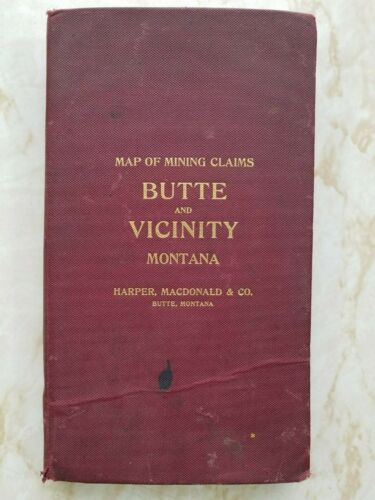 MAP OF MINING CLAIMS
BUTTE
AND
VICINITY
MONTANA
HARPER, MACDONALD & CO.
BUTTE, MONTANA